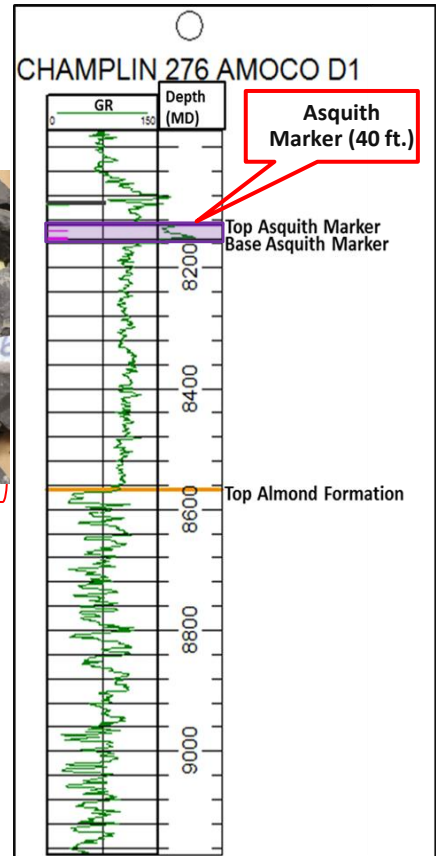 CHAMPLIN 276 AMOCO D1
GR
0 150
Depth
(MD)
Asquith
Marker (40 ft.)
Top Asquith Marker
Base Asquith Marker
8200
8400
Top Almond Formation
8600
8800
9000